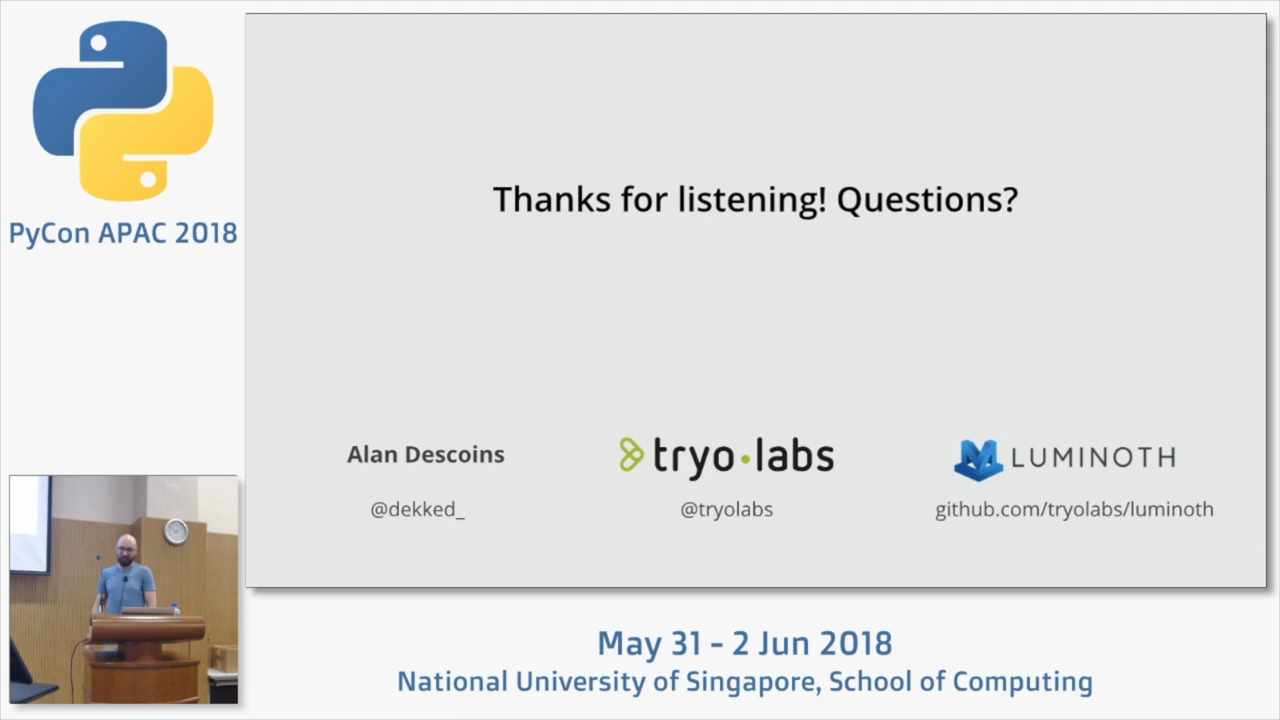 PyCon APAC 2018
Thanks for listening! Questions?
Alan Descoins
@dekked_
tryo.labs
@tryolabs
LUMINOTH
github.com/tryolabs/luminoth
May 31 - 2 Jun 2018
National University of Singapore, School of Computing